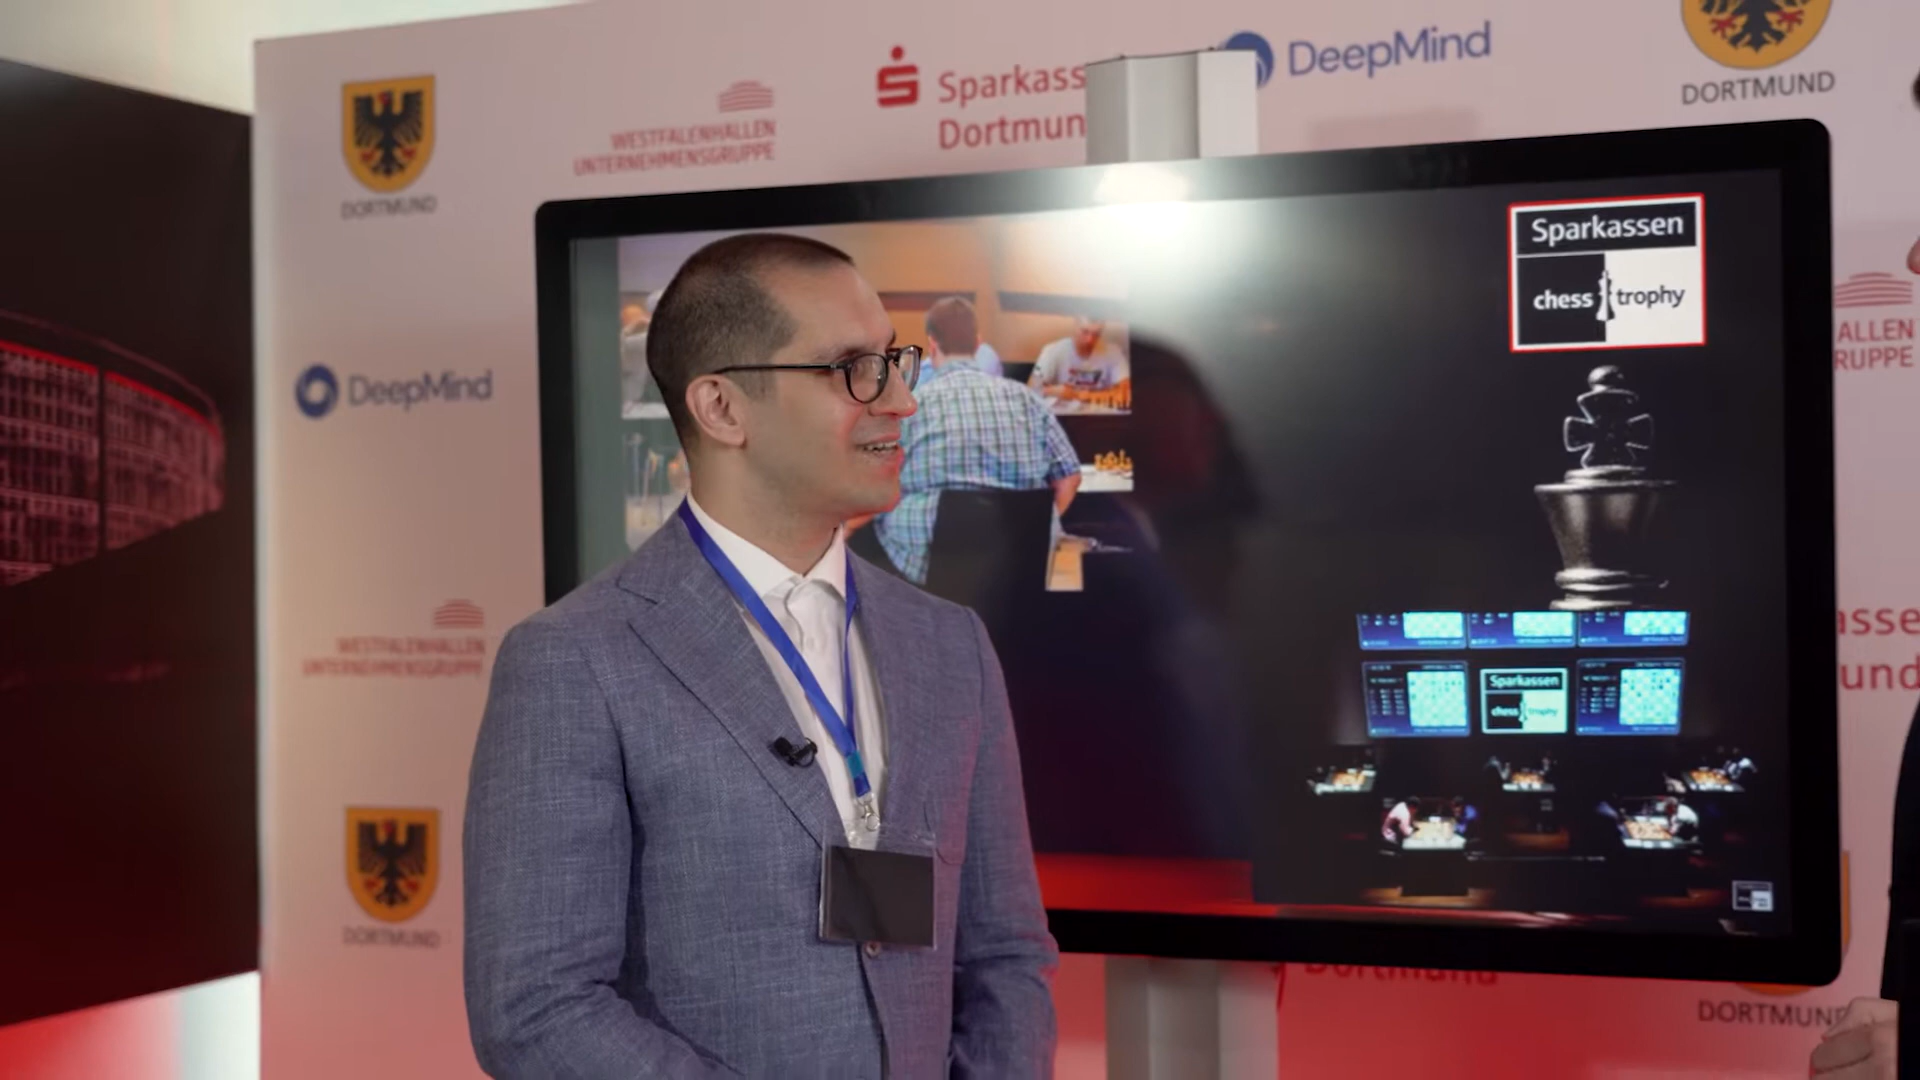 DORTMUND
WESTFALENHALLEN
UNTERNEHMENSGRUPPE
Sparkass
Dortmun
DeepMind
DORTMUND
DeepMind
Sparkassen
chess trophy
ALLEN
RUPPE
WESTFALENHALLEN
UNTERNEHMENSGRUPPE
asse
und
Sparkassen
chess trophy
DORTMUND
Dortmund
DORTMUND